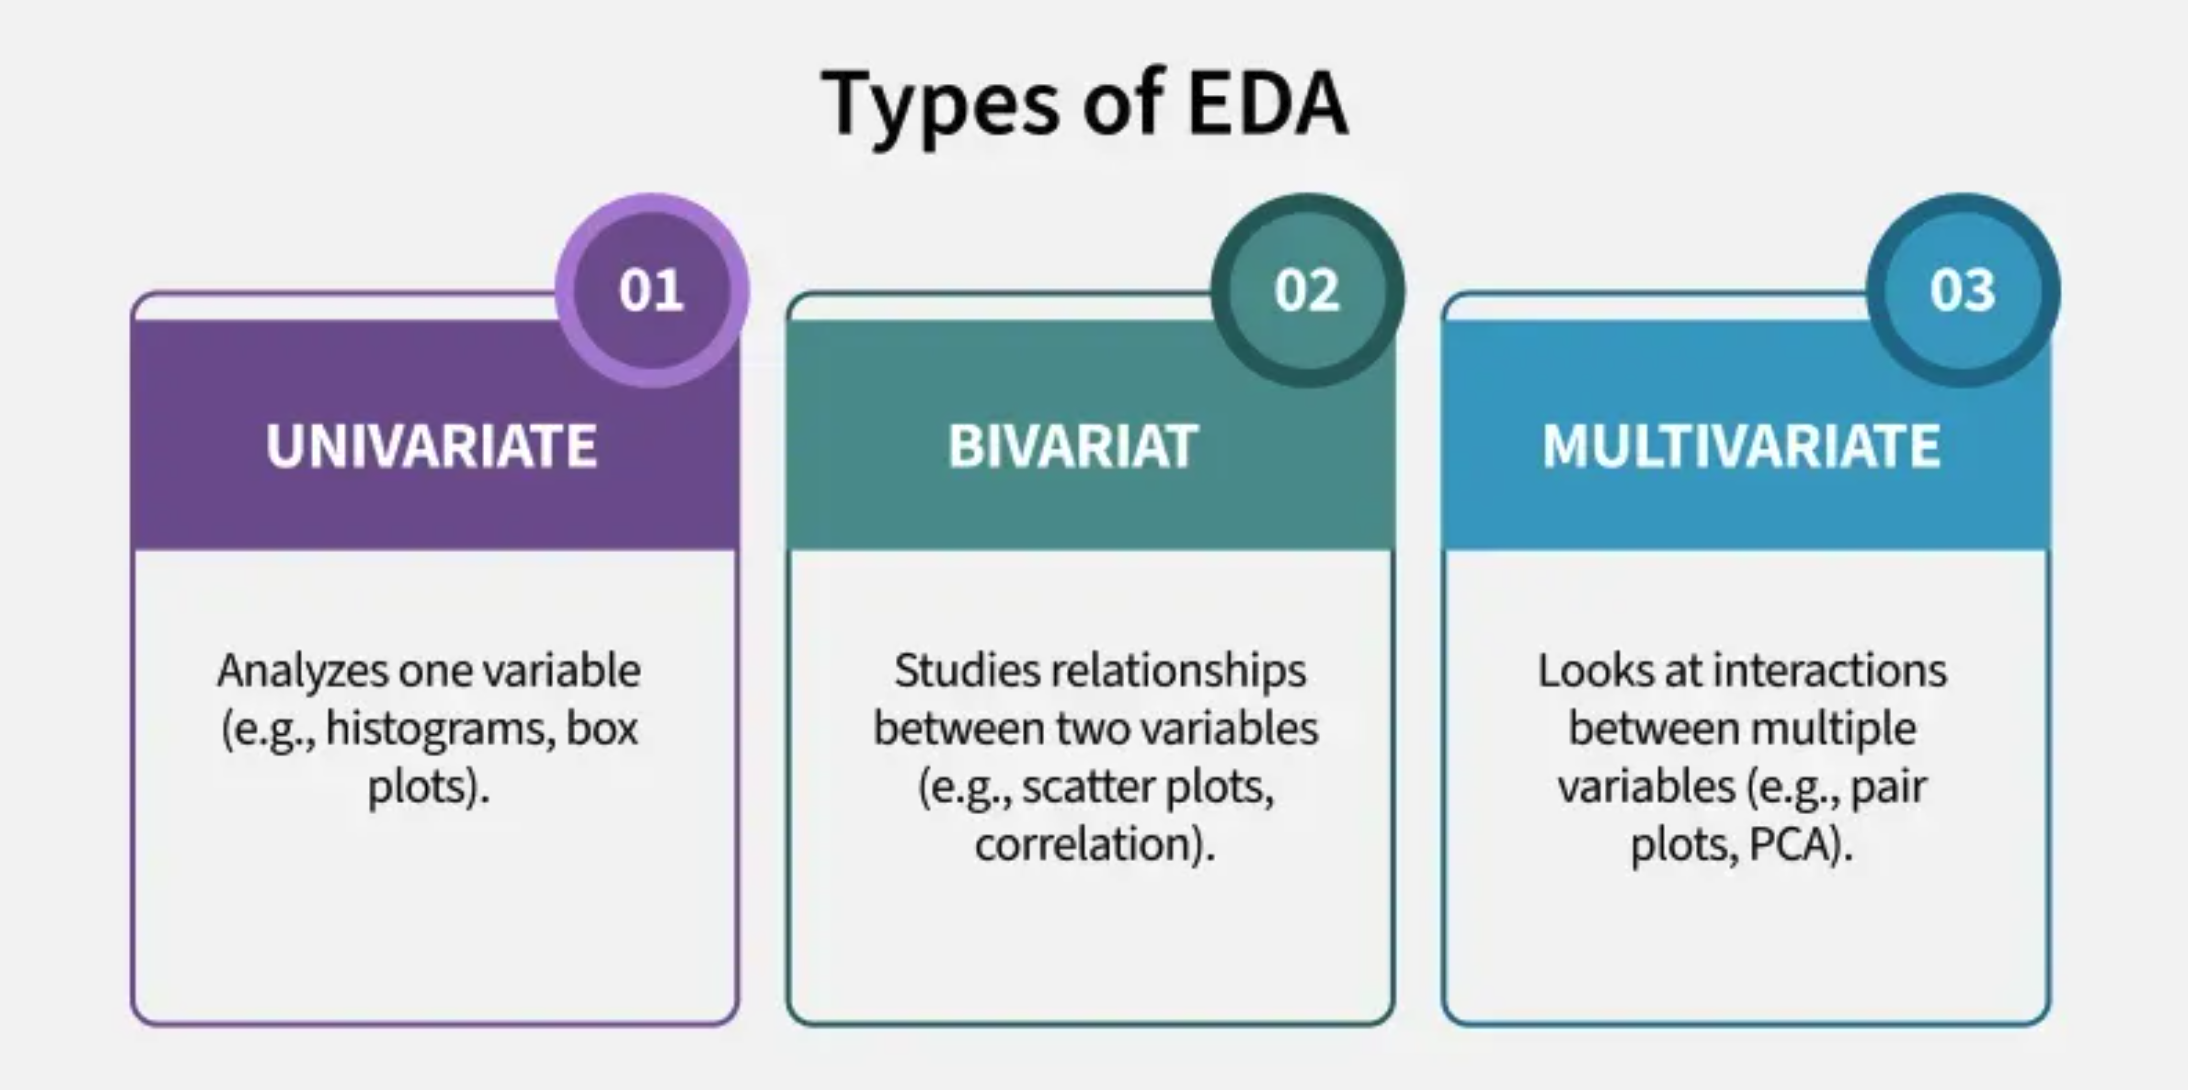 Types of EDA
01
UNIVARIATE
Analyzes one variable
(e.g., histograms, box
plots).
02
BIVARIAT
Studies relationships
between two variables
(e.g., scatter plots,
correlation).
03
MULTIVARIATE
Looks at interactions
between multiple
variables (e.g., pair
plots, PCA).